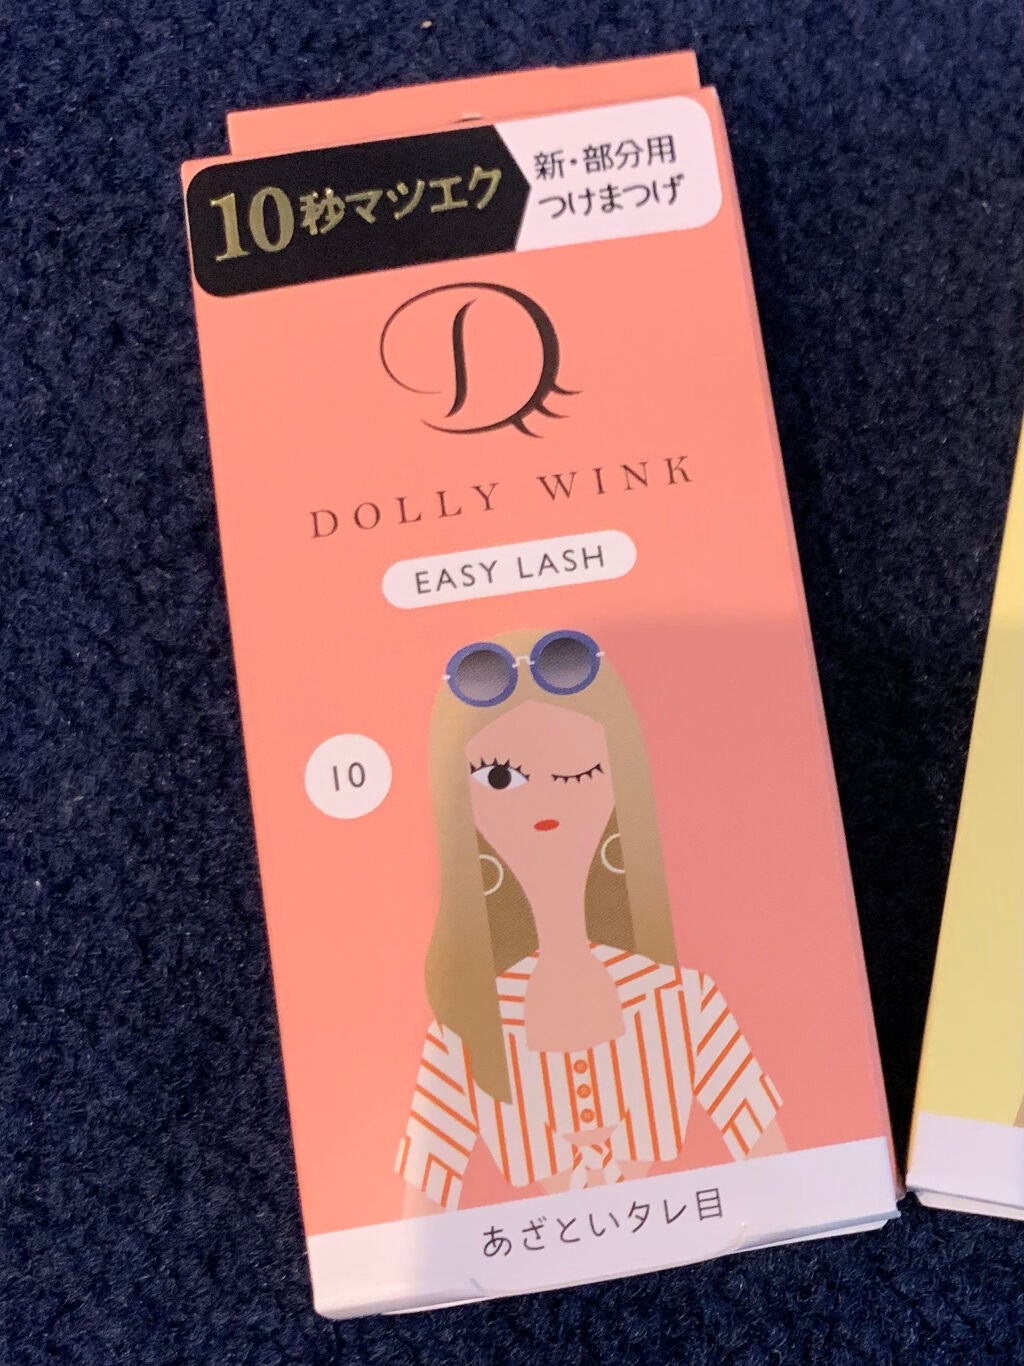 10秒マツエク
新・部分用
つけまつげ
DOLLY WINK
EASY LASH
10
あざといタレ目